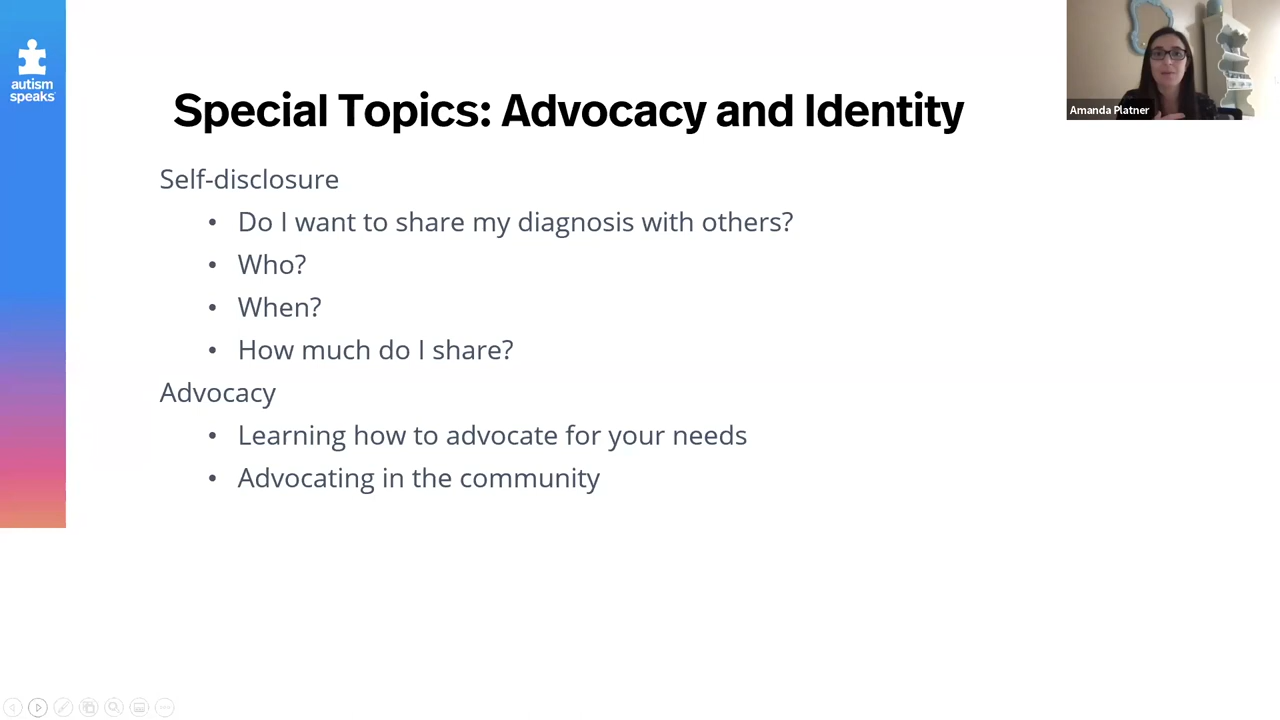 autism
speaks
Special Topics: Advocacy and Identity
Amanda Platner
Self-disclosure
• Do I want to share my diagnosis with others?
• Who?
• When?
• How much do I share?
Advocacy
• Learning how to advocate for your needs
• Advocating in the community